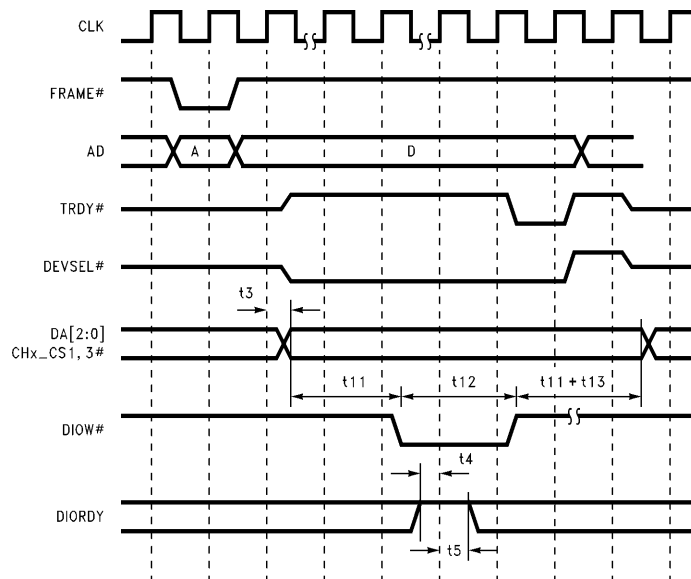 CLK
FRAME#
AD
A
D
TRDY#
DEVSEL#
t3
DA[2:0]
CHx_CS1, 3#
t11
t12
t11 + t13
DIOW#
t4
DIORDY
t5